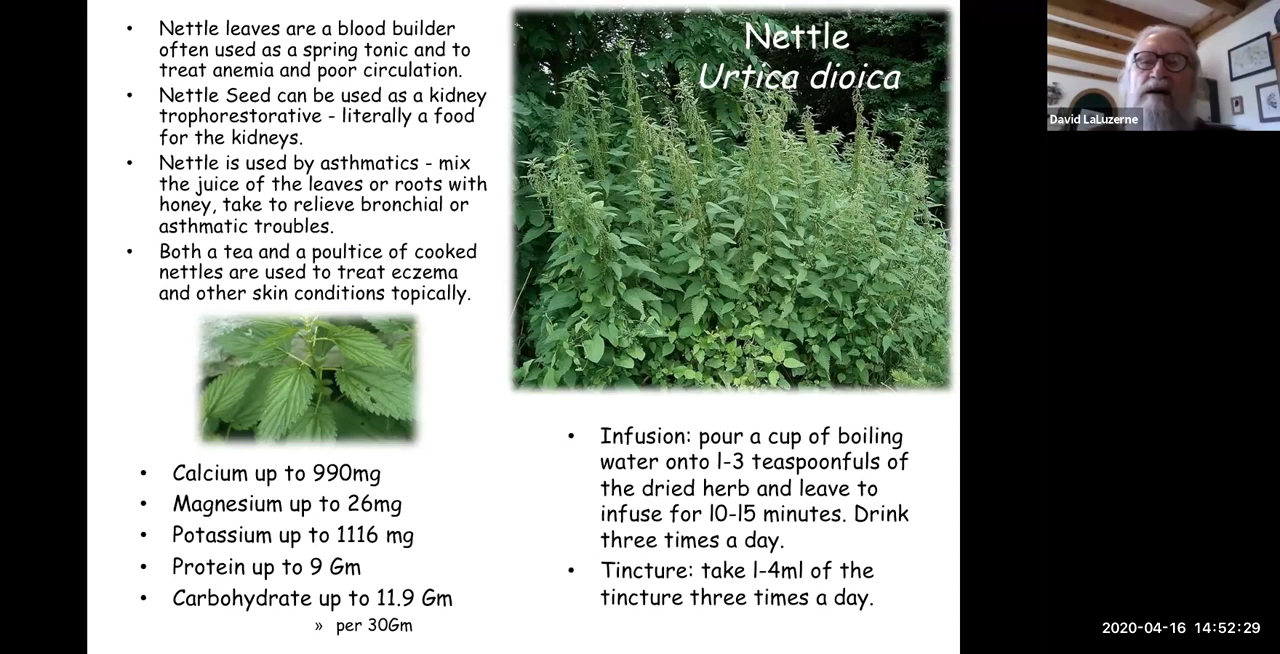 • Nettle leaves are a blood builder
often used as a spring tonic and to
treat anemia and poor circulation.
• Nettle Seed can be used as a kidney
trophorestorative - literally a food
for the kidneys.
• Nettle is used by asthmatics - mix
the juice of the leaves or roots with
honey, take to relieve bronchial or
asthmatic troubles.
• Both a tea and a poultice of cooked
nettles are used to treat eczema
and other skin conditions topically.
• Calcium up to 990mg
• Magnesium up to 26mg
• Potassium up to 1116 mg
• Protein up to 9 Gm
• Carbohydrate up to 11.9 Gm
» per 30Gm
Nettle
Urtica dioica
• Infusion: pour a cup of boiling
water onto 1-3 teaspoonfuls of
the dried herb and leave to
infuse for 10-15 minutes. Drink
three times a day.
• Tincture: take 1-4ml of the
tincture three times a day.
David LaLuzerne
2020-04-16 14:52:29